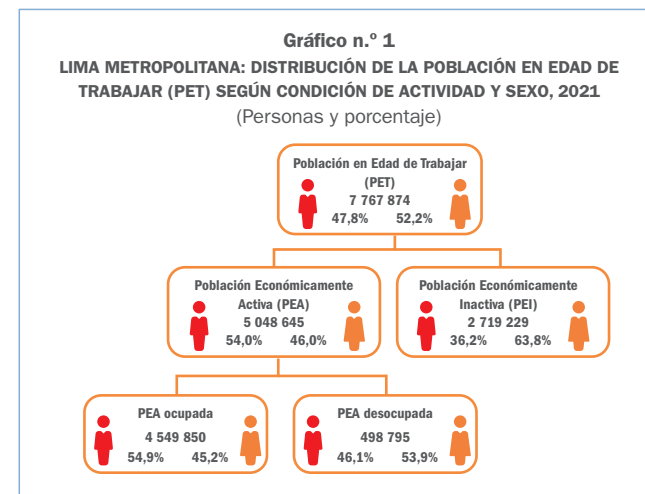 Gráfico n.º 1
LIMA METROPOLITANA: DISTRIBUCIÓN DE LA POBLACIÓN EN EDAD DE
TRABAJAR (PET) SEGÚN CONDICIÓN DE ACTIVIDAD Y SEXO, 2021
(Personas y porcentaje)
Población en Edad de Trabajar
(PET)
7 767 874
47,8% 52,2%
Población Económicamente
Activa (PEA)
5 048 645
54,0% 46,0%
Población Económicamente
Inactiva (PEI)
2 719 229
36,2% 63,8%
PEA ocupada
4 549 850
54,9% 45,2%
PEA desocupada
498 795
46,1% 53,9%